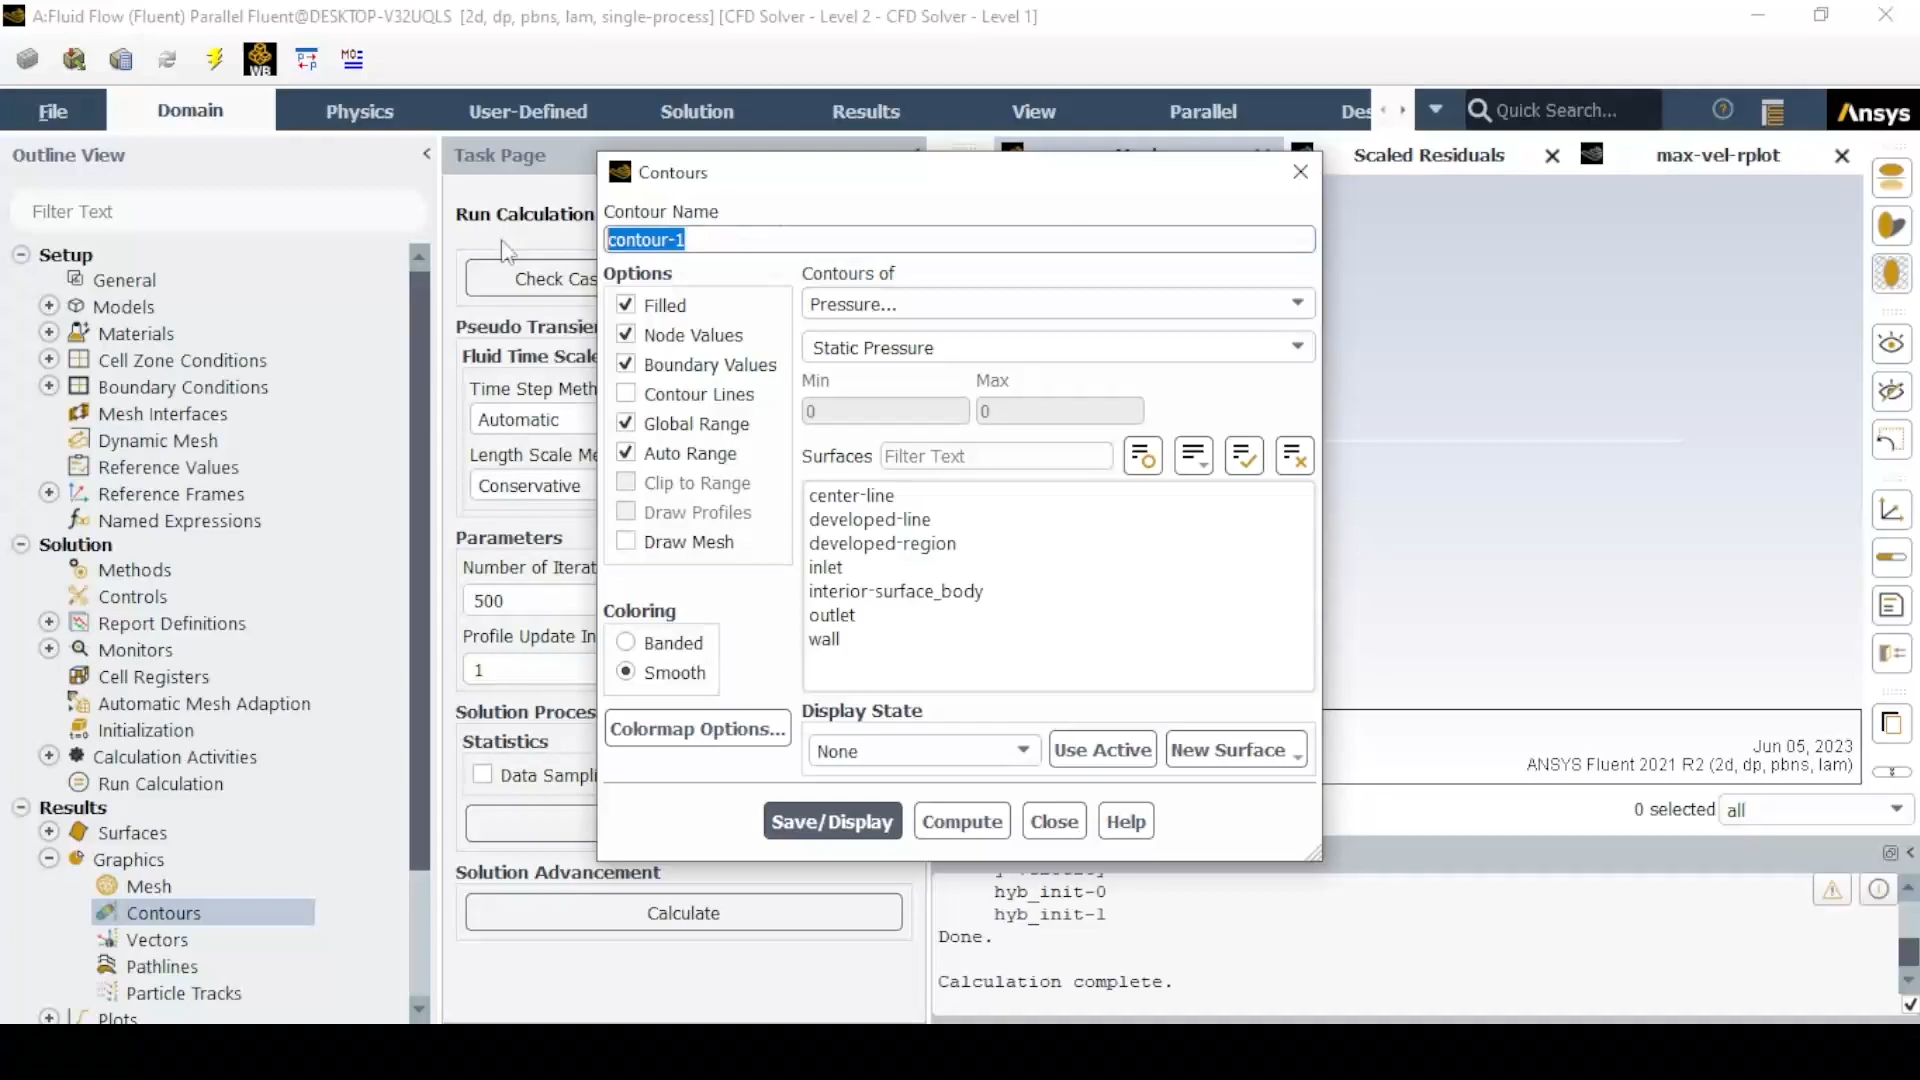 A:Fluid Flow (Fluent) Parallel Fluent@DESKTOP-V32UQLS [2d, dp, pbns, lam, single-process] [CFD Solver - Level 2 - CFD Solver - Level 1]
WB
File
Domain
Physics
User-Defined
Solution
Results
View
Parallel
Quick Search...
Ansys
Outline View
Filter Text
Setup
General
Models
Materials
Cell Zone Conditions
Boundary Conditions
Mesh Interfaces
Dynamic Mesh
Reference Values
Reference Frames
Named Expressions
Solution
Methods
Controls
Report Definitions
Monitors
Cell Registers
Automatic Mesh Adaption
Initialization
Calculation Activities
Run Calculation
Results
Surfaces
Graphics
Mesh
Contours
Vectors
Pathlines
Particle Tracks
Plots
Task Page
Run Calculation
Check Cas
Pseudo Transie
Fluid Time Scale
Time Step Meth
Automatic
Length Scale Me
Conservative
Parameters
Number of Iterat
500
Profile Update In
1
Solution Proces
Statistics
Data Sampli
Solution Advancement
Calculate
Contours
Contour Name
contour-1
Options
Filled
Node Values
Boundary Values
Contour Lines
Global Range
Auto Range
Clip to Range
Draw Profiles
Draw Mesh
Coloring
Banded
Smooth
Colormap Options...
Contours of
Pressure...
Static Pressure
Min
Max
0
0
Surfaces
Filter Text
center-line
developed-line
developed-region
inlet
interior-surface_body
outlet
wall
Display State
None
Use Active
New Surface
Save/Display
Compute
Close
Help
Scaled Residuals
max-vel-rplot
Jun 05, 2023
ANSYS Fluent 2021 R2 (2d, dp, pbns, lam)
0 selected
all
hyb_init-0
hyb_init-1
Done.
Calculation complete.